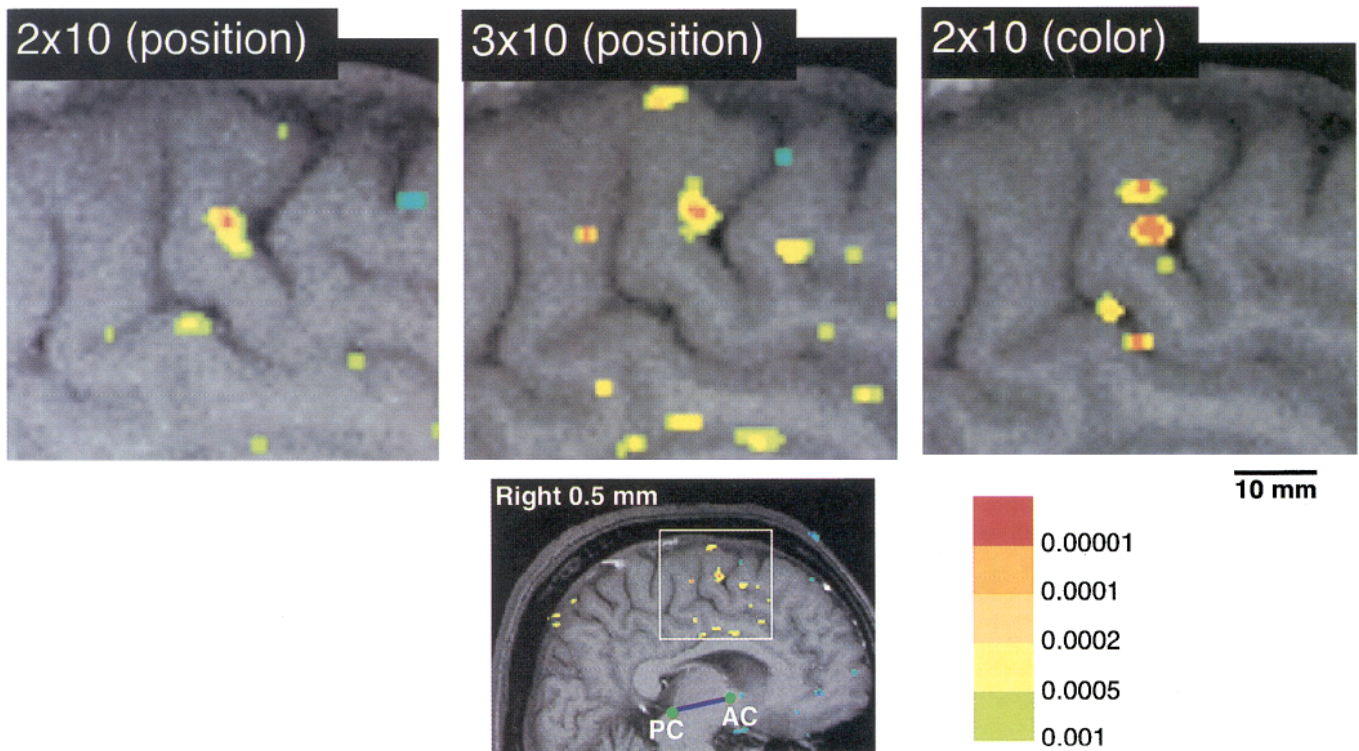 2x10 (position)
3x10 (position)
2x10 (color)
10 mm
Right 0.5 mm
PC
AC
0.00001
0.0001
0.0002
0.0005
0.001